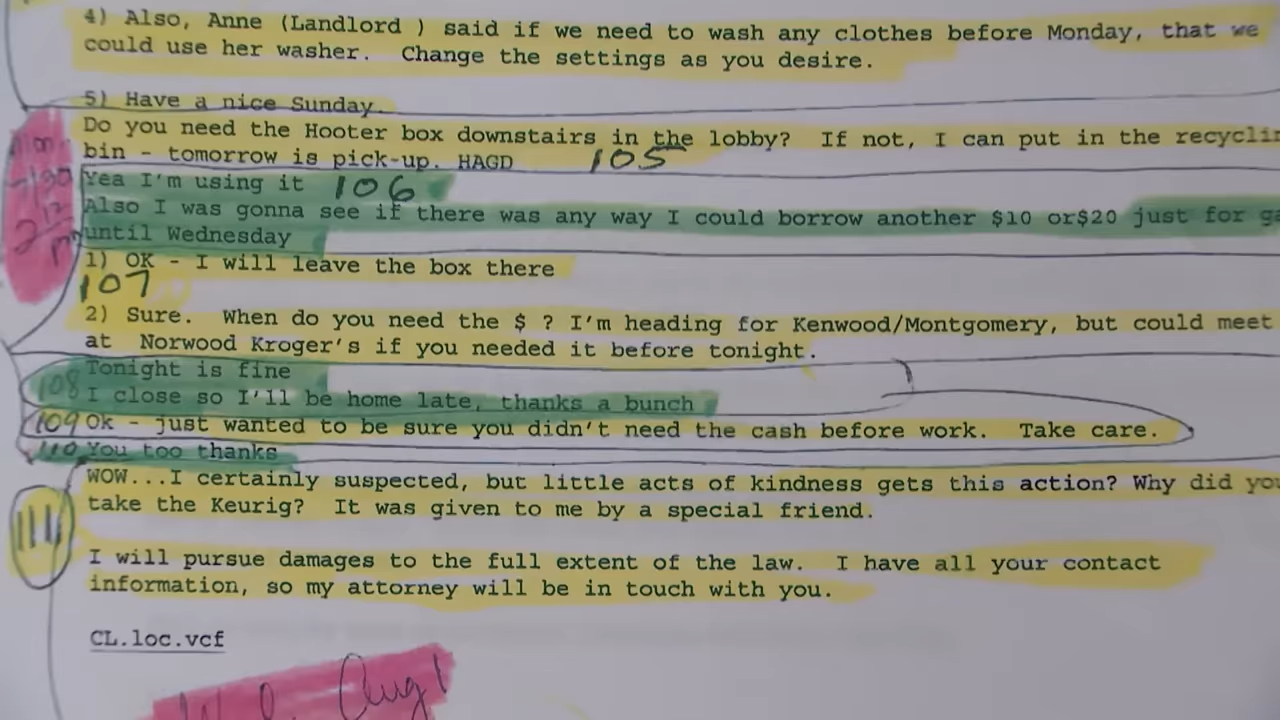 4) Also, Anne (Landlord ) said if we need to wash any clothes before Monday, that we
could use her washer. Change the settings as you desire.
5) Have a nice Sunday.
Do you need the Hooter box downstairs in the lobby? If not, I can put in the recyclin
bin - tomorrow is pick-up. HAGD 105
Yea I'm using it 106
Also I was gonna see if there was any way I could borrow another $10 or$20 just for ga
until Wednesday
1) OK - I will leave the box there
107
2) Sure. When do you need the $ ? I'm heading for Kenwood/Montgomery, but could meet
at Norwood Kroger's if you needed it before tonight.
Tonight is fine
108
I close so I'll be home late, thanks a bunch
109 Ok - just wanted to be sure you didn't need the cash before work. Take care.
110 You too thanks
WOW...I certainly suspected, but little acts of kindness gets this action? Why did you
take the Keurig? It was given to me by a special friend.
111
I will pursue damages to the full extent of the law. I have all your contact
information, so my attorney will be in touch with you.
CL.loc.vcf
Aug 1